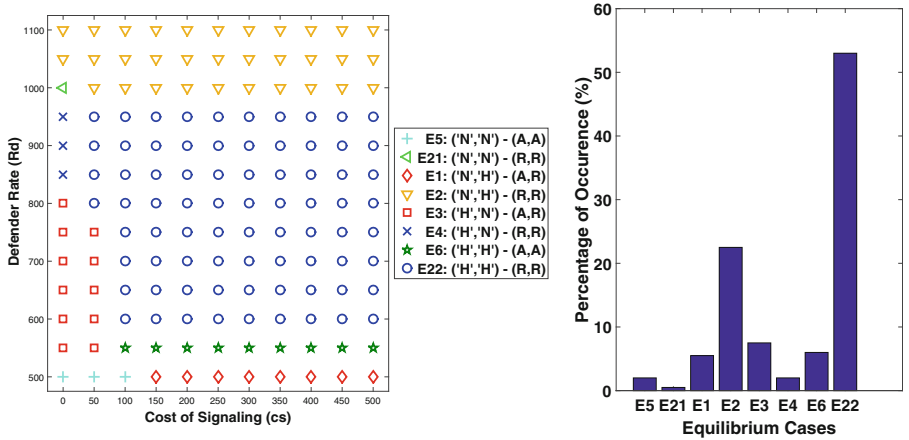 1100
1000
900
800
700
600
500
0 50 100 150 200 250 300 350 400 450 500
Defender Rate (Rd)
Cost of Signaling (cs)
E5: ('N','N') - (A,A)
E21: ('N','N') - (R,R)
E1: ('N','H') - (A,R)
E2: ('N','H') - (R,R)
E3: ('H','N') - (A,R)
E4: ('H','N') - (R,R)
E6: ('H','H') - (A,A)
E22: ('H','H') - (R,R)
60
50
40
30
20
10
0
Percentage of Occurence (%)
E5 E21 E1 E2 E3 E4 E6 E22
Equilibrium Cases